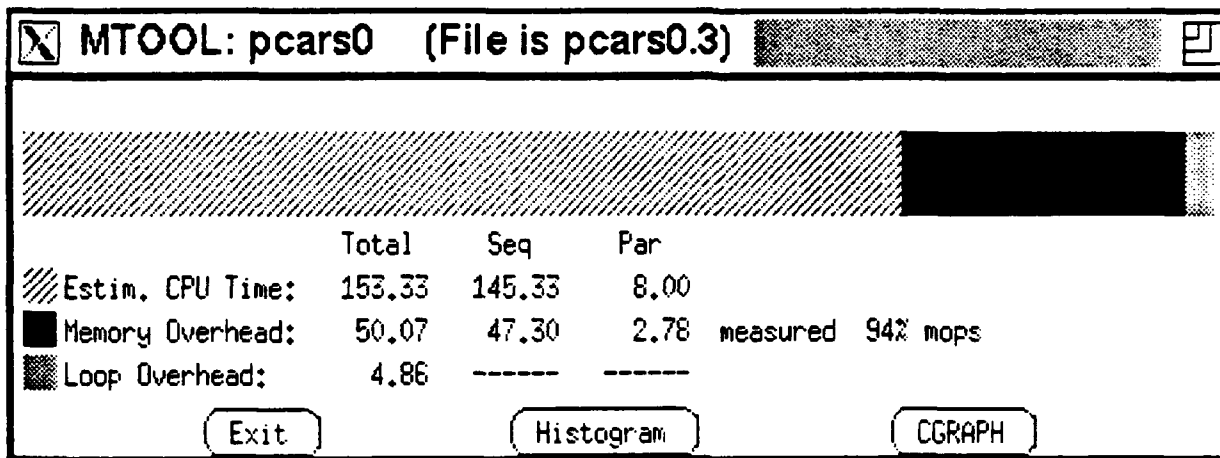 MTOOL: pcars0 (File is pcars0.3)
Total Seq Par
Estim. CPU Time: 153.33 145.33 8.00
Memory Overhead: 50.07 47.30 2.78 measured 94% mops
Loop Overhead: 4.86 ------ ------
Exit Histogram CGRAPH